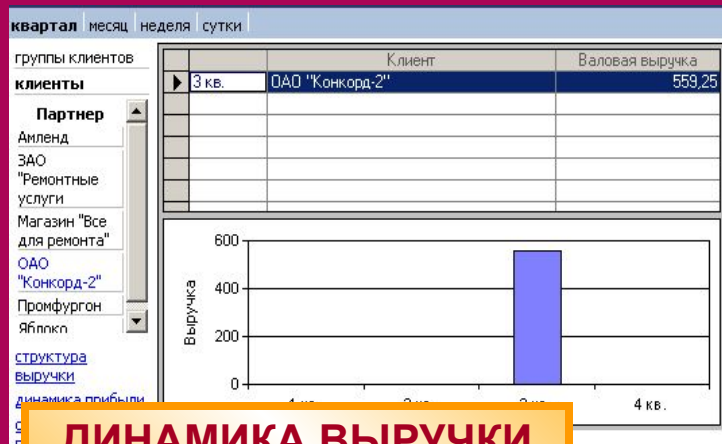 квартал месяц неделя сутки
группы клиентов
клиенты
Партнер
Амленд
ЗАО
"Ремонтные
услуги
Магазин "Все
для ремонта"
ОАО
"Конкорд-2"
Промфургон
Яблоко
структура
выручки
динамика прибыли
Клиент Валовая выручка
3 кв. ОАО "Конкорд-2" 559,25
600
400
200
0
Выручка
4 кв.
ДИНАМИКА ВЫРУЧКИ